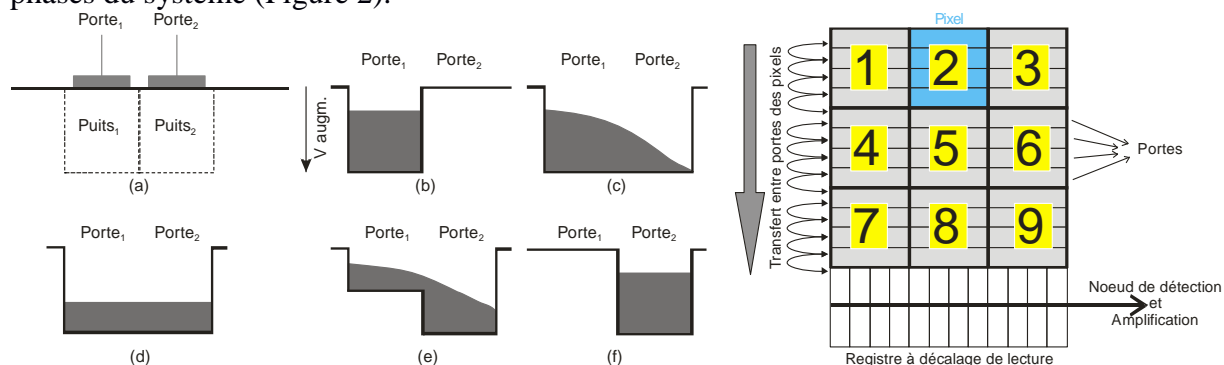 phases du système (Figure 2).
Porte1 Porte2
Puits1 Puits2
(a)
V augm.
Porte1 Porte2
(b)
Porte1 Porte2
(c)
Porte1 Porte2
(d)
Porte1 Porte2
(e)
Porte1 Porte2
(f)
Pixel
1 2 3
4 5 6
7 8 9
Transfert entre portes des pixels
Portes
Noeud de détection
et
Amplification
Registre à décalage de lecture